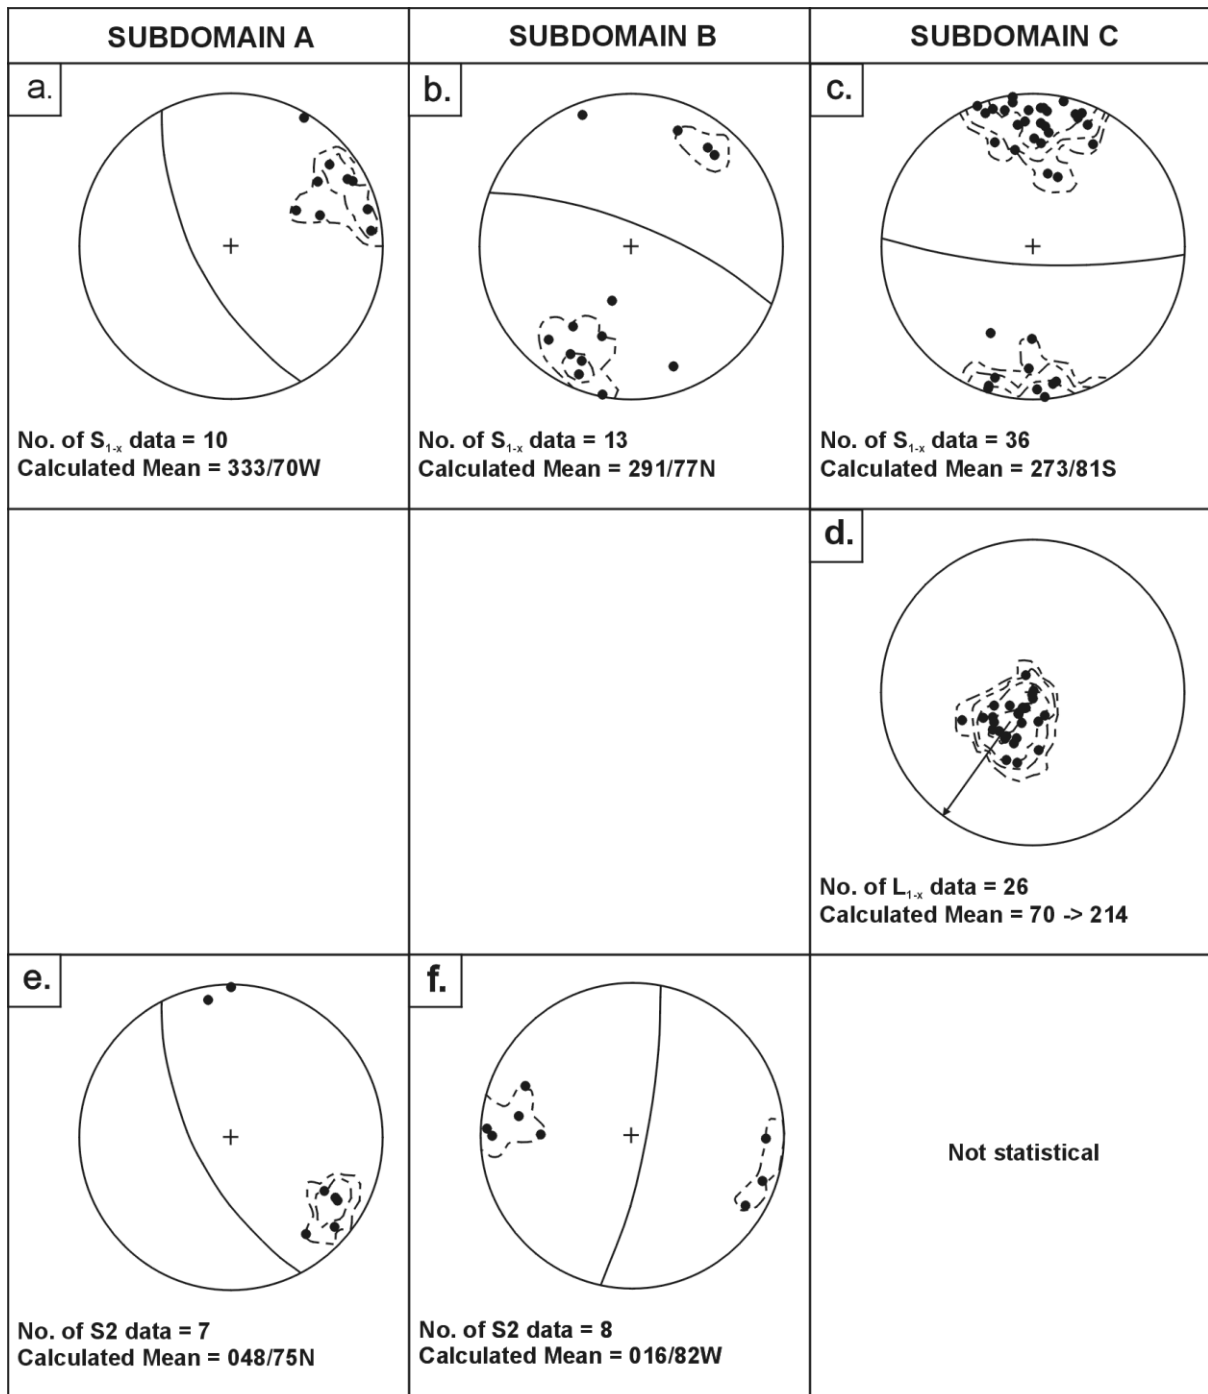 SUBDOMAIN A
SUBDOMAIN B
SUBDOMAIN C
a.
b.
c.
No. of S1-x data = 10
Calculated Mean = 333/70W
No. of S1-x data = 13
Calculated Mean = 291/77N
No. of S1-x data = 36
Calculated Mean = 273/81S
d.
No. of L1-x data = 26
Calculated Mean = 70 -> 214
e.
f.
No. of S2 data = 7
Calculated Mean = 048/75N
No. of S2 data = 8
Calculated Mean = 016/82W
Not statistical